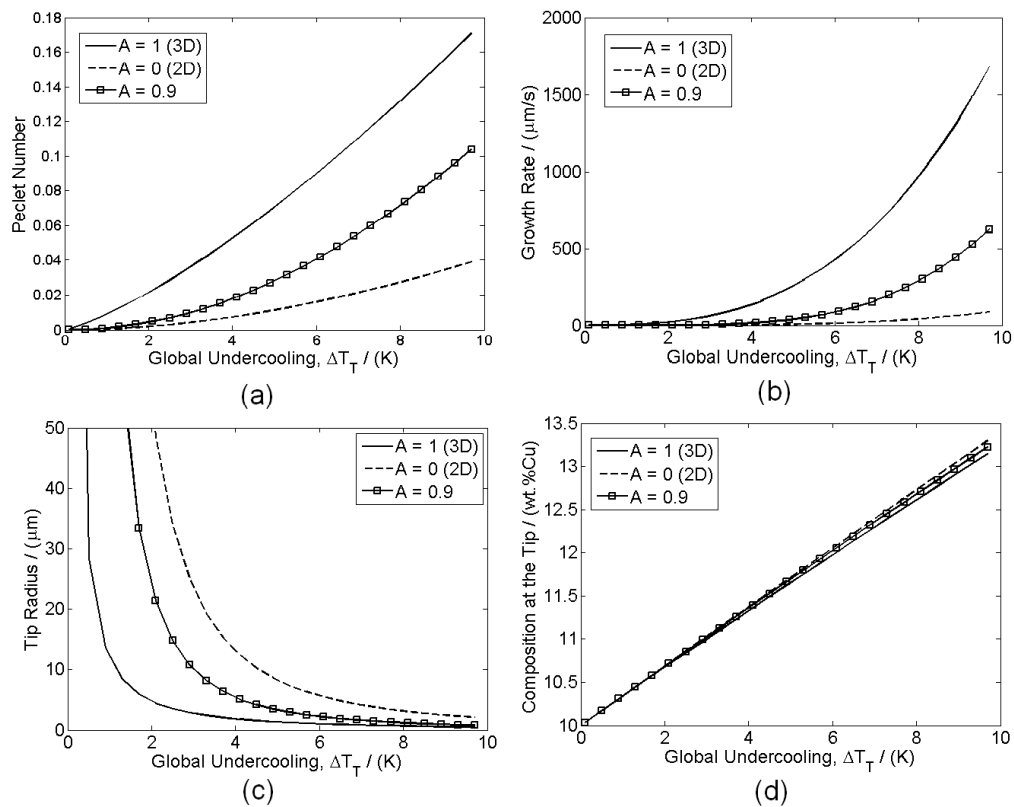 0.18
0.16
0.14
0.12
0.1
0.08
0.06
0.04
0.02
0
Peclet Number
A = 1 (3D)
A = 0 (2D)
A = 0.9
0 2 4 6 8 10
Global Undercooling, ΔT_T / (K)
(a)
2000
1500
1000
500
0
Growth Rate / (μm/s)
A = 1 (3D)
A = 0 (2D)
A = 0.9
0 2 4 6 8 10
Global Undercooling, ΔT_T / (K)
(b)
50
40
30
20
10
0
Tip Radius / (μm)
A = 1 (3D)
A = 0 (2D)
A = 0.9
0 2 4 6 8 10
Global Undercooling, ΔT_T / (K)
(c)
13.5
13
12.5
12
11.5
11
10.5
10
Composition at the Tip / (wt.%Cu)
A = 1 (3D)
A = 0 (2D)
A = 0.9
0 2 4 6 8 10
Global Undercooling, ΔT_T / (K)
(d)